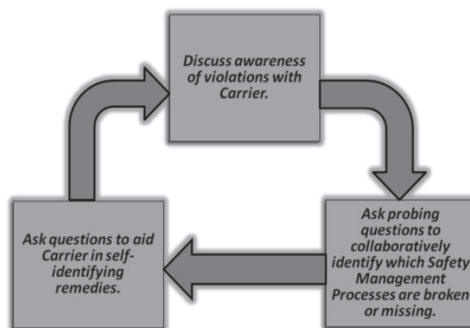 Discuss awareness
of violations with
Carrier.
Ask probing
questions to
collaboratively
identify which Safety
Management
Processes are broken
or missing.
Ask questions to aid
Carrier in self-
identifying
remedies.